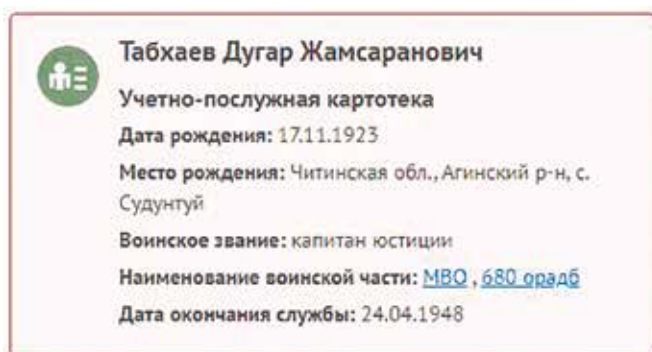 Табхаев Дугар Жамсаранович
Учетно-послужная картотека
Дата рождения: 17.11.1923
Место рождения: Читинская обл., Агинский р-н, с.
Судунтуй
Воинское звание: капитан юстиции
Наименование воинской части: МВО , 680 орадб
Дата окончания службы: 24.04.1948